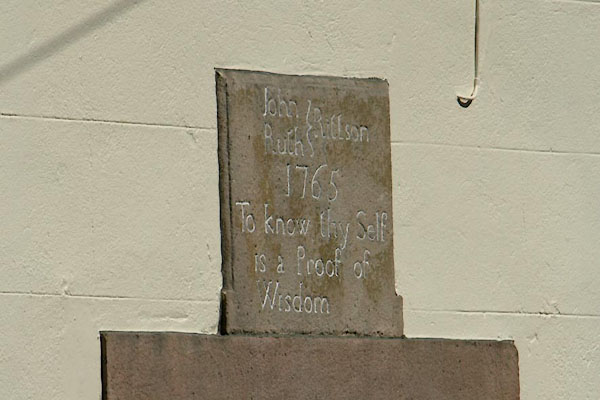 John
Ruth
1765
To know thy Self
is a Proof of
Wisdom